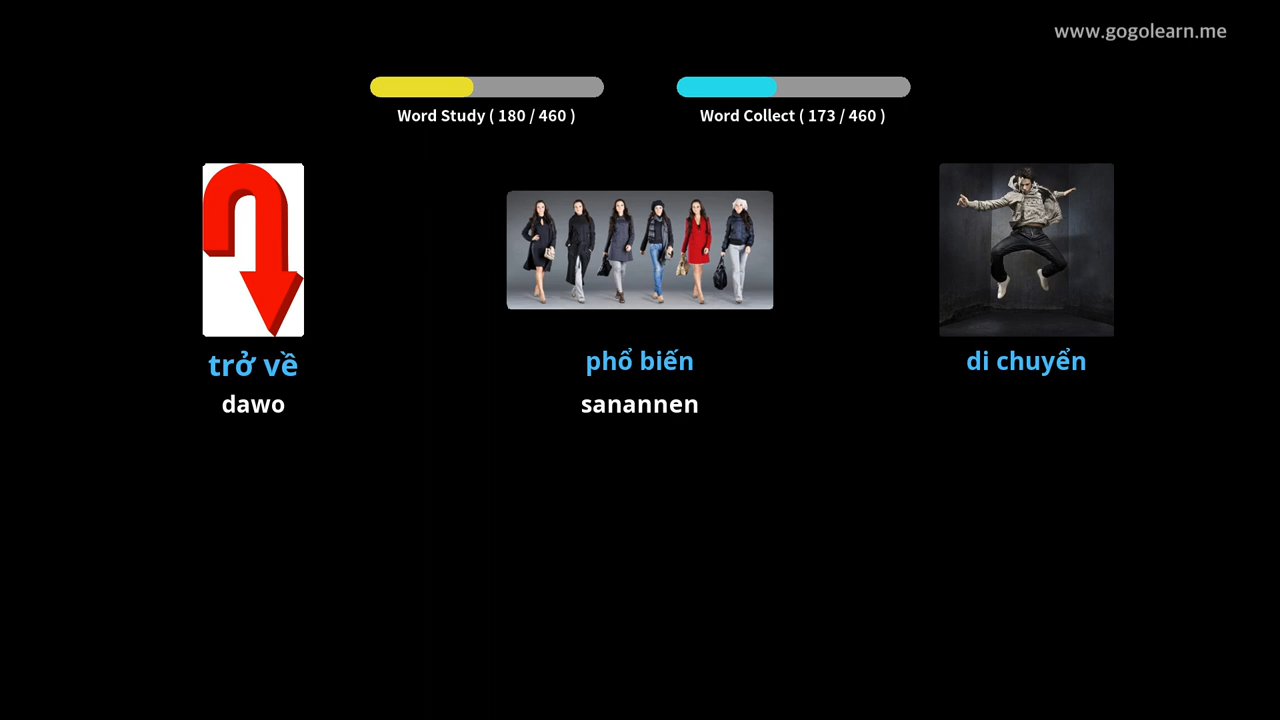 www.gogolearn.me
Word Study ( 180 / 460 )
Word Collect ( 173 / 460 )
trở về
phổ biến
di chuyển
dawo
sanannen